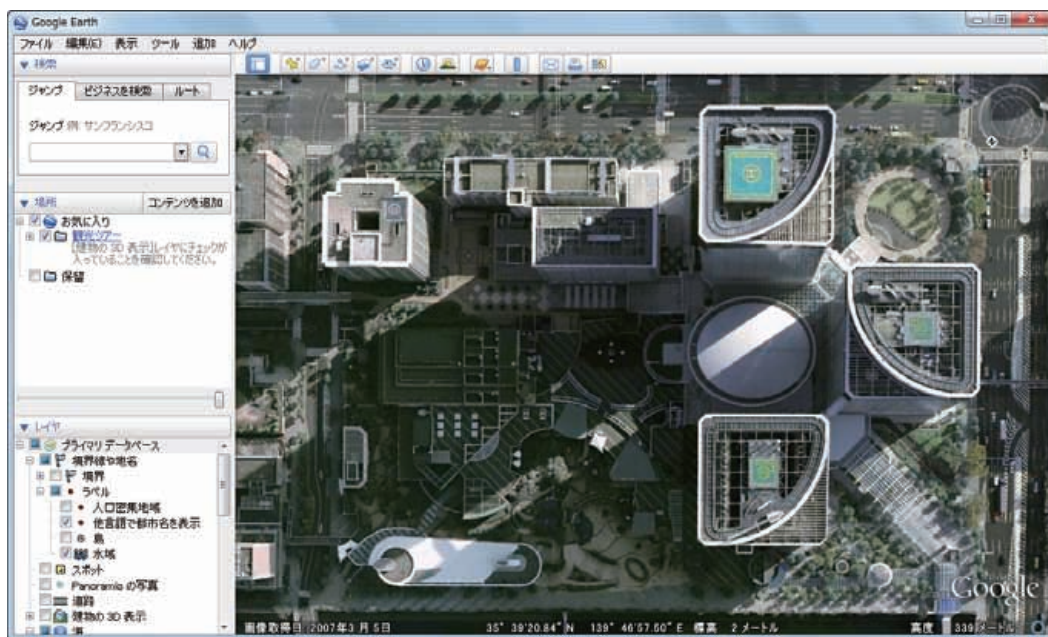 Google Earth
ファイル 編集(E) 表示 ツール 追加 ヘルプ
▼ 検索
ジャンプ ビジネスを検索 ルート
ジャンプ 例: サンフランシスコ
▼ 場所 コンテンツを追加
お気に入り
観光ツアー
[建物の 3D 表示]レイヤにチェックが
入っていることを確認してください。
保留
▼ レイヤ
プライマリ データベース
境界線や地名
境界
ラベル
人口密集地域
他言語で都市名を表示
島
水域
スポット
Panoramio の写真
道路
建物の 3D 表示
海
Google
画像取得日 2007年3月 5日 35° 39'20.84" N 139° 46'57.50" E 標高 2 メートル 高度 339 メートル